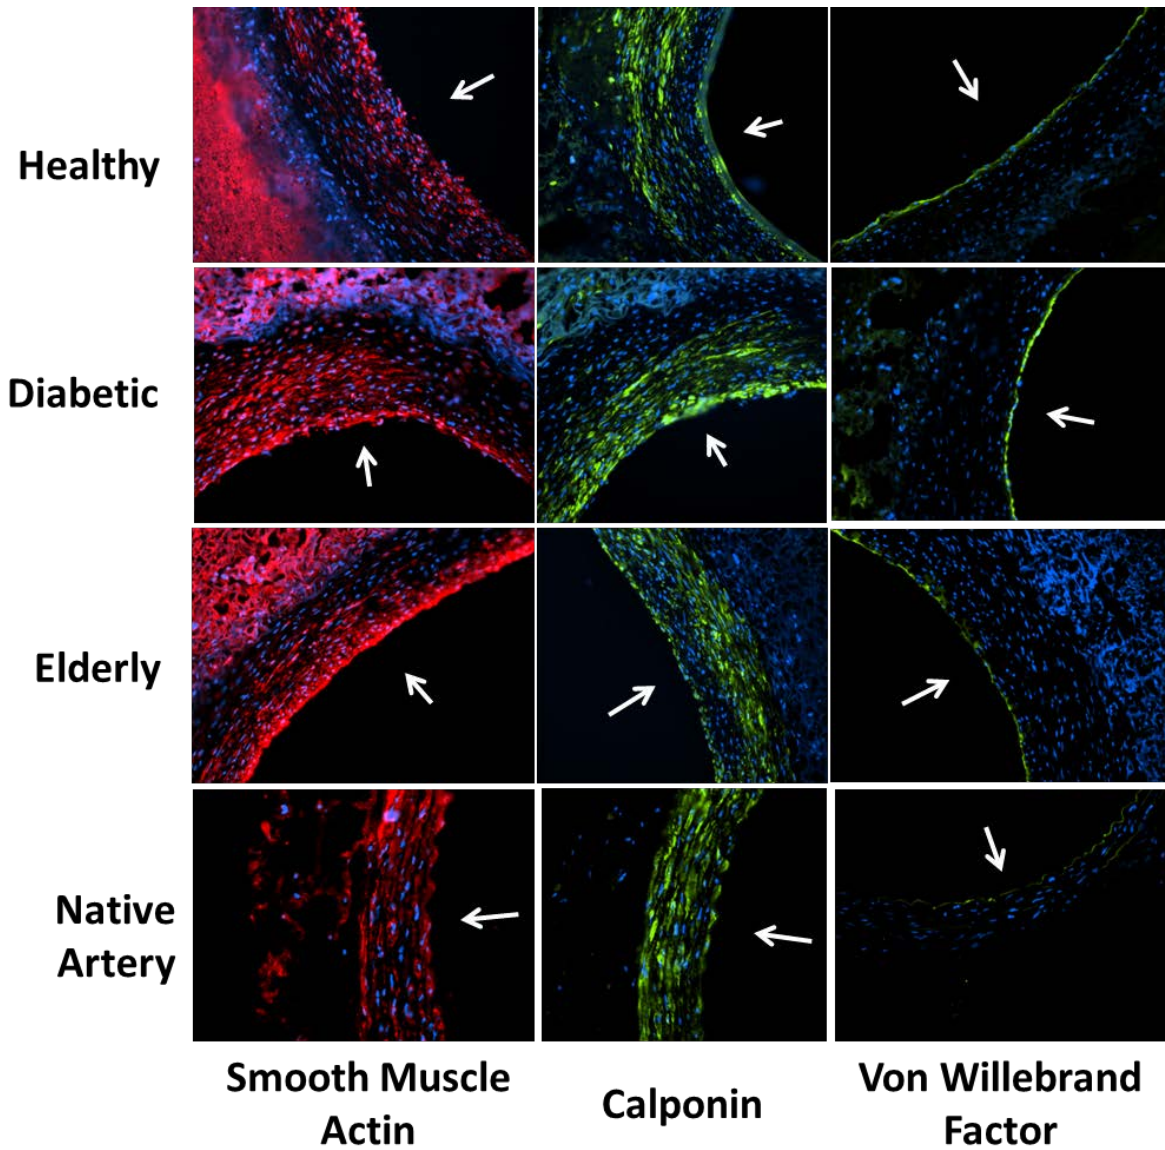 Healthy
Diabetic
Elderly
Native
Artery
Smooth Muscle
Actin
Calponin
Von Willebrand
Factor